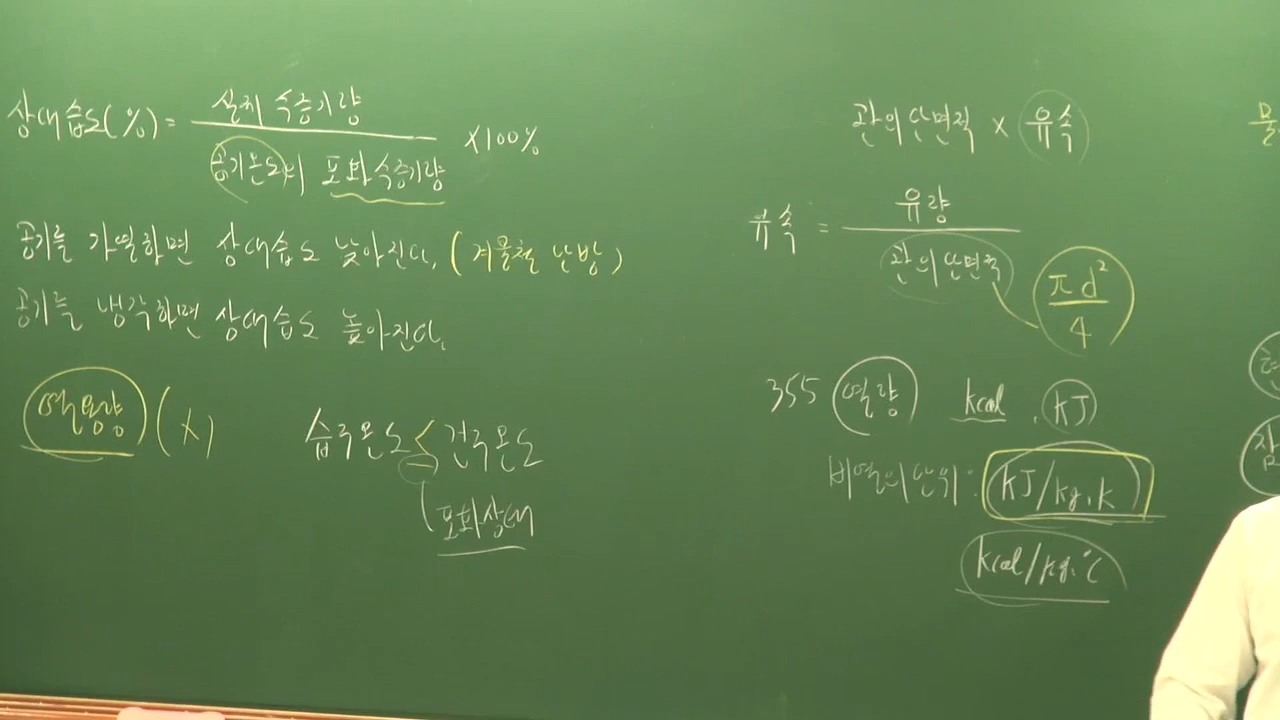 상대습도(%) = 실제 수증기량 / 공기온도의 포화수증기량 ×100%
공기를 가열하면 상대습도 낮아진다. (겨울철 난방)
공기를 냉각하면 상대습도 높아진다.
(X)
습구온도 < 건구온도
=
포화상태
관의 단면적 × 유속
유속 = 유량 / 관의 단면적
πd²/4
355 열량 kcal, kJ
비열의 단위: kJ/kg.k
kcal/kg.℃